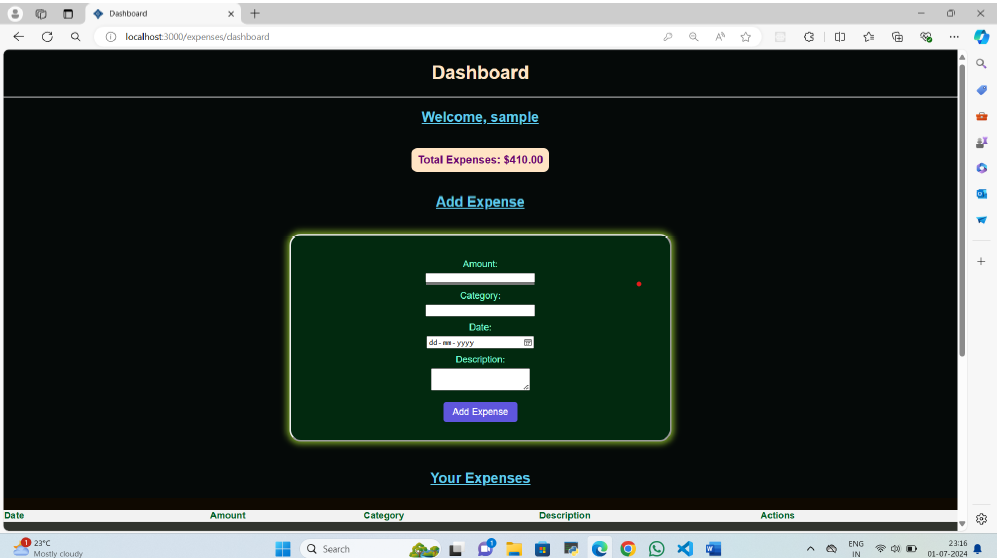 Dashboard
localhost:3000/expenses/dashboard
Dashboard
Welcome, sample
Total Expenses: $410.00
Add Expense
Amount:
Category:
Date:
dd-mm-yyyy
Description:
Add Expense
Your Expenses
Date Amount Category Description Actions
1 23°C
Mostly cloudy
Search
1
ENG
IN
23:16
01-07-2024